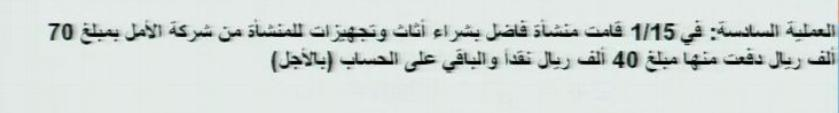 العملية السادسة: في 1/15 قامت منشأة فاضل بشراء أثاث وتجهيزات للمنشأة من شركة الأمل بمبلغ 70
ألف ريال دفعت منها مبلغ 40 ألف ريال نقدا والباقي على الحساب (بالأجل)